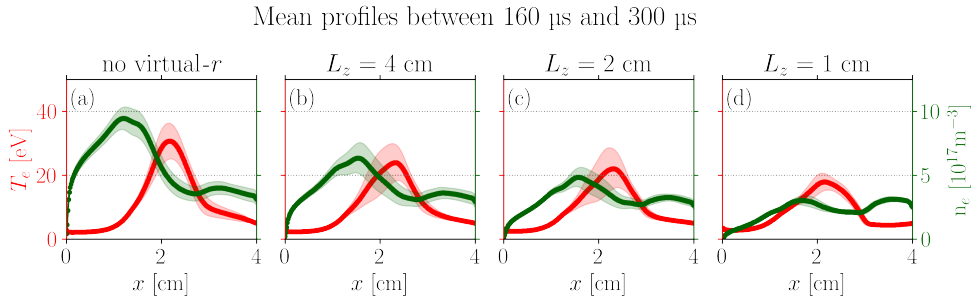 Mean profiles between 160 µs and 300 µs
no virtual-r
L_z = 4 cm
L_z = 2 cm
L_z = 1 cm
(a)
(b)
(c)
(d)
40
20
0
T_e [eV]
10
5
0
n_e [10^17 m^−3]
0 2 4
0 2 4
0 2 4
0 2 4
x [cm]
x [cm]
x [cm]
x [cm]